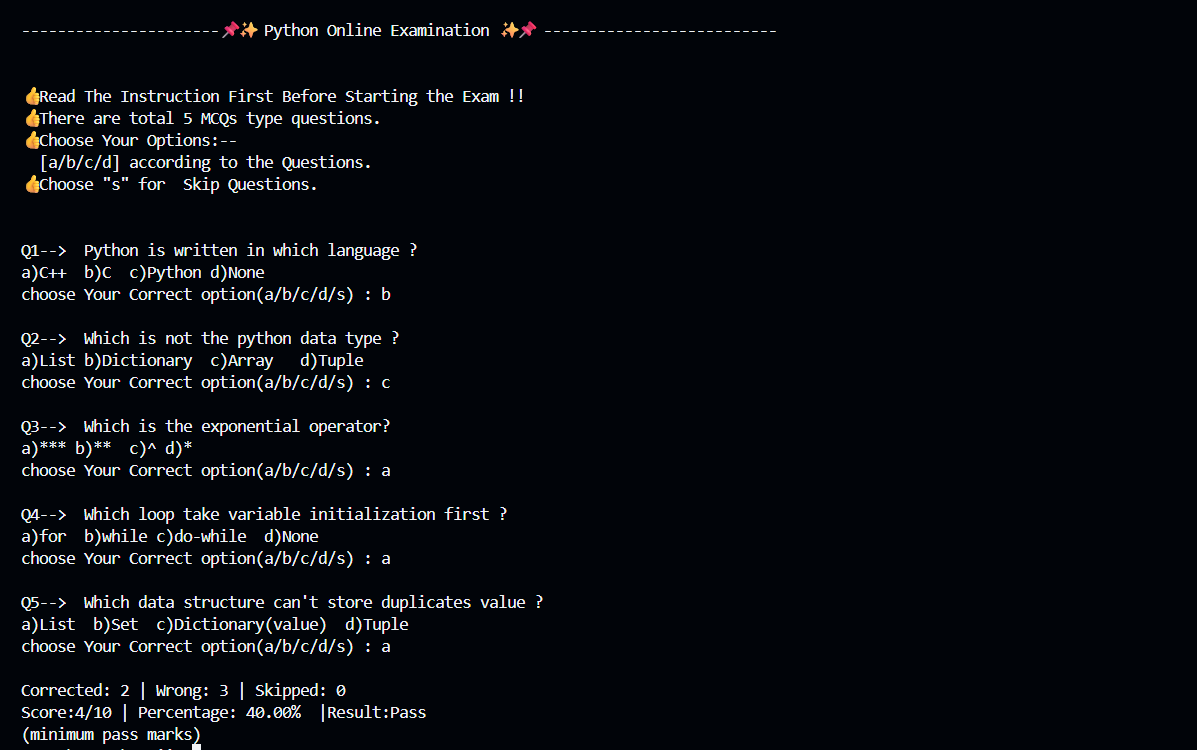 ----------------------📌✨ Python Online Examination ✨📌 --------------------------
👍Read The Instruction First Before Starting the Exam !!
👍There are total 5 MCQs type questions.
👍Choose Your Options:--
[a/b/c/d] according to the Questions.
👍Choose "s" for  Skip Questions.
Q1-->  Python is written in which language ?
a)C++  b)C  c)Python d)None
choose Your Correct option(a/b/c/d/s) : b
Q2-->  Which is not the python data type ?
a)List b)Dictionary  c)Array   d)Tuple
choose Your Correct option(a/b/c/d/s) : c
Q3-->  Which is the exponential operator?
a)*** b)**  c)^ d)*
choose Your Correct option(a/b/c/d/s) : a
Q4-->  Which loop take variable initialization first ?
a)for  b)while c)do-while  d)None
choose Your Correct option(a/b/c/d/s) : a
Q5-->  Which data structure can't store duplicates value ?
a)List  b)Set  c)Dictionary(value)  d)Tuple
choose Your Correct option(a/b/c/d/s) : a
Corrected: 2 | Wrong: 3 | Skipped: 0
Score:4/10 | Percentage: 40.00%  |Result:Pass
(minimum pass marks)